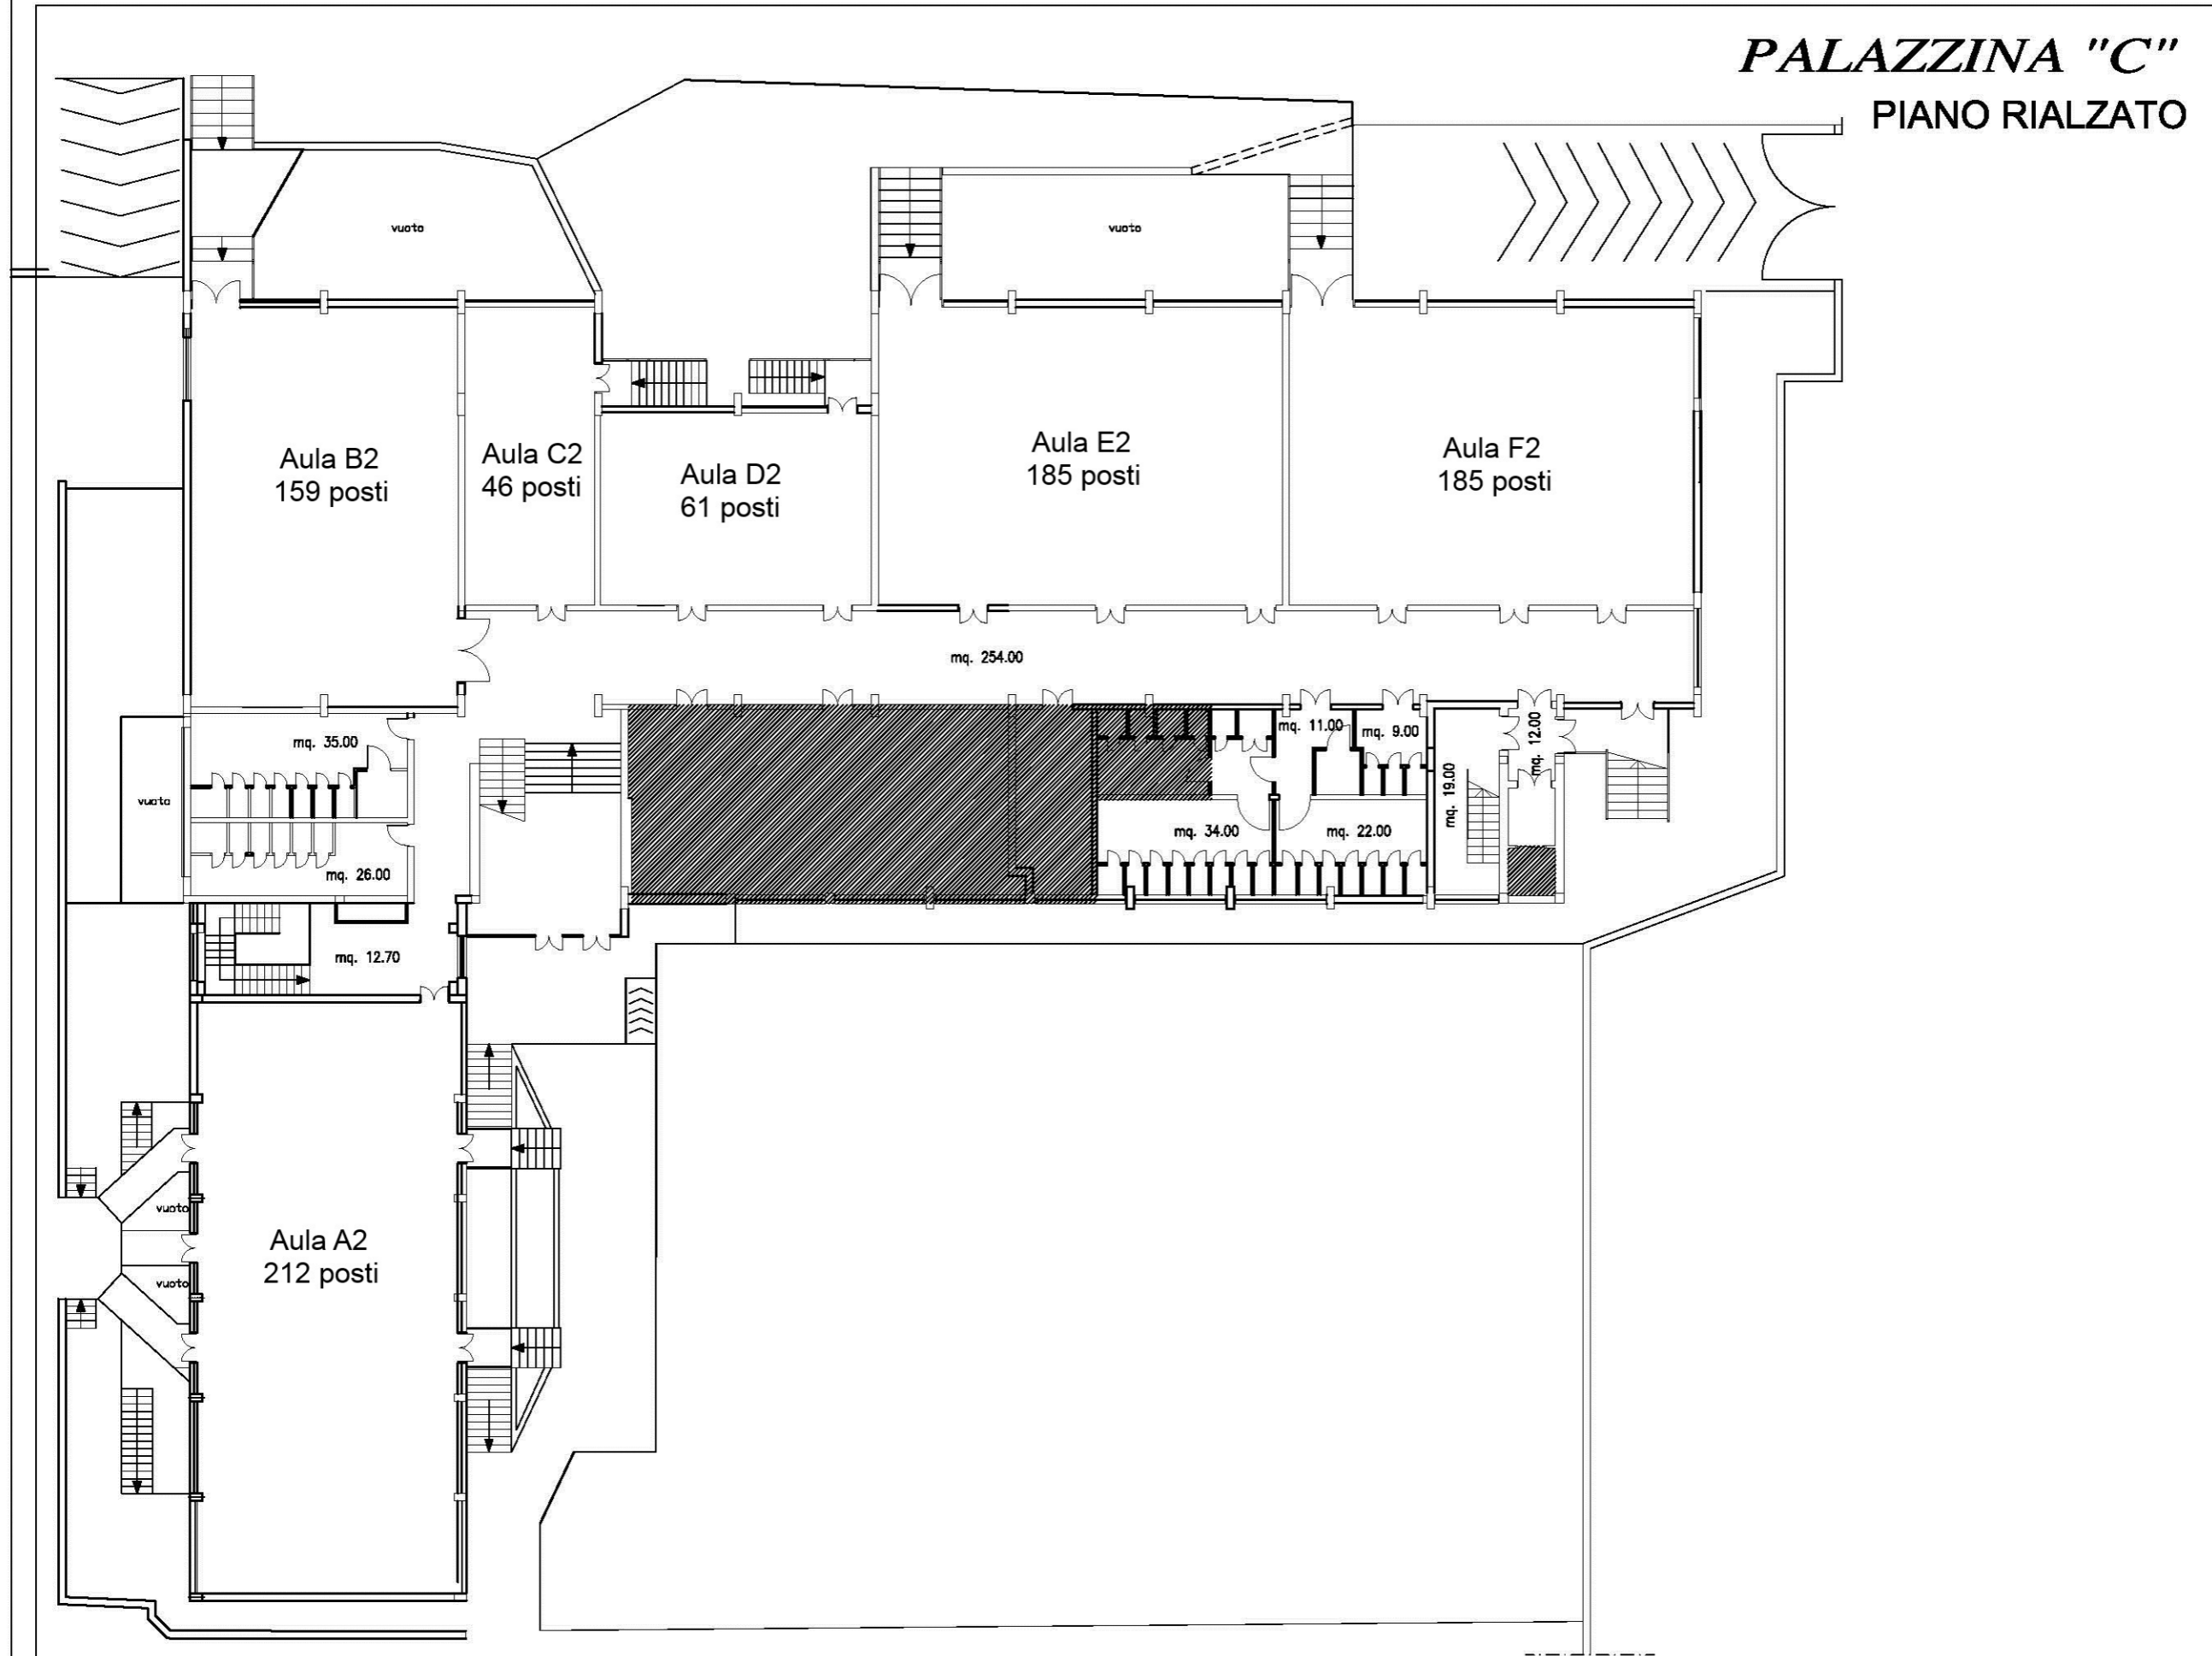 PALAZZINA "C"
PIANO RIALZATO
vuoto
vuoto
Aula B2
159 posti
Aula C2
46 posti
Aula D2
61 posti
Aula E2
185 posti
Aula F2
185 posti
mq. 254.00
mq. 35.00
mq. 11.00
mq. 9.00
mq. 12.00
mq. 19.00
vuoto
mq. 34.00
mq. 22.00
mq. 26.00
mq. 12.70
vuoto
Aula A2
212 posti
vuoto